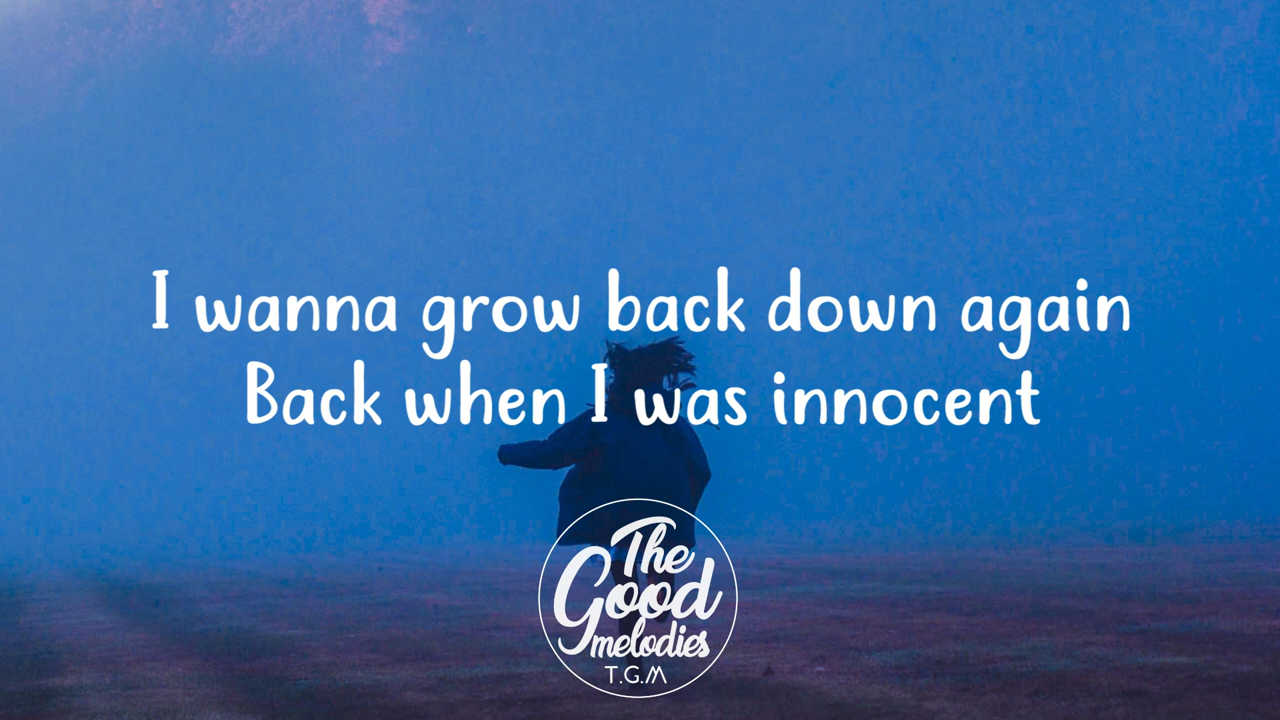 I wanna grow back down again
Back when I was innocent
The
Good
melodies
T.G.M